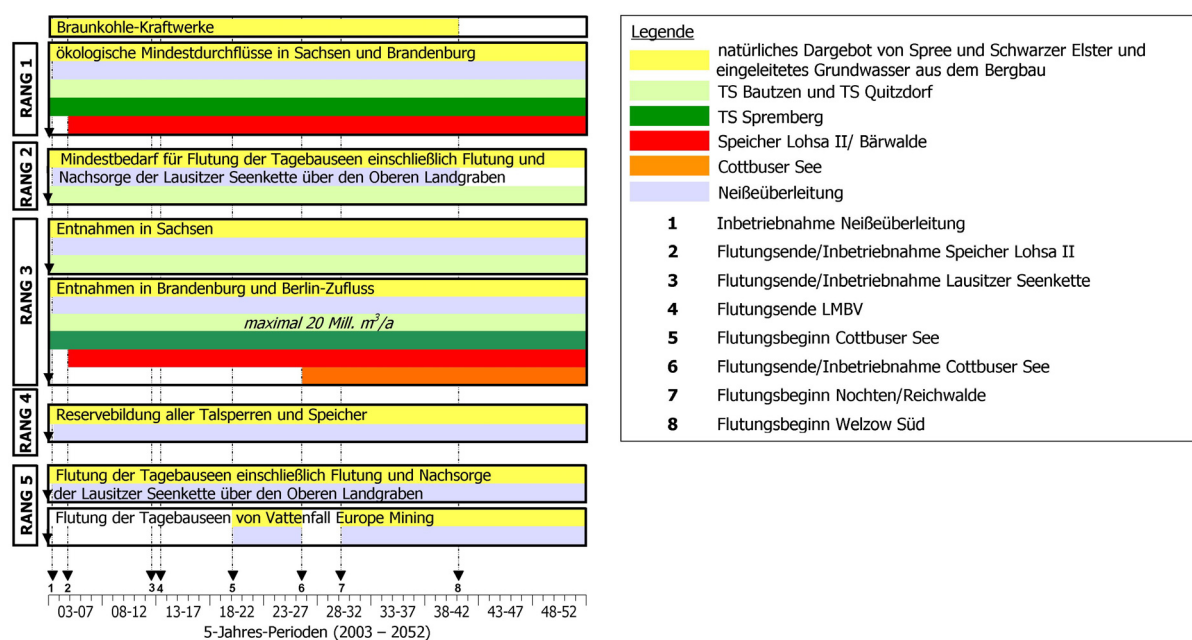 Braunkohle-Kraftwerke
RANG 1
ökologische Mindestdurchflüsse in Sachsen und Brandenburg
RANG 2
Mindestbedarf für Flutung der Tagebauseen einschließlich Flutung und
Nachsorge der Lausitzer Seenkette über den Oberen Landgraben
RANG 3
Entnahmen in Sachsen
Entnahmen in Brandenburg und Berlin-Zufluss
maximal 20 Mill. m³/a
RANG 4
Reservebildung aller Talsperren und Speicher
RANG 5
Flutung der Tagebauseen einschließlich Flutung und Nachsorge
der Lausitzer Seenkette über den Oberen Landgraben
Flutung der Tagebauseen von Vattenfall Europe Mining
1 2 3 4 5 6 7 8
03-07 08-12 13-17 18-22 23-27 28-32 33-37 38-42 43-47 48-52
5-Jahres-Perioden (2003 – 2052)
Legende
natürliches Dargebot von Spree und Schwarzer Elster und
eingeleitetes Grundwasser aus dem Bergbau
TS Bautzen und TS Quitzdorf
TS Spremberg
Speicher Lohsa II/ Bärwalde
Cottbuser See
Neißeüberleitung
1 Inbetriebnahme Neißeüberleitung
2 Flutungsende/Inbetriebnahme Speicher Lohsa II
3 Flutungsende/Inbetriebnahme Lausitzer Seenkette
4 Flutungsende LMBV
5 Flutungsbeginn Cottbuser See
6 Flutungsende/Inbetriebnahme Cottbuser See
7 Flutungsbeginn Nochten/Reichwalde
8 Flutungsbeginn Welzow Süd